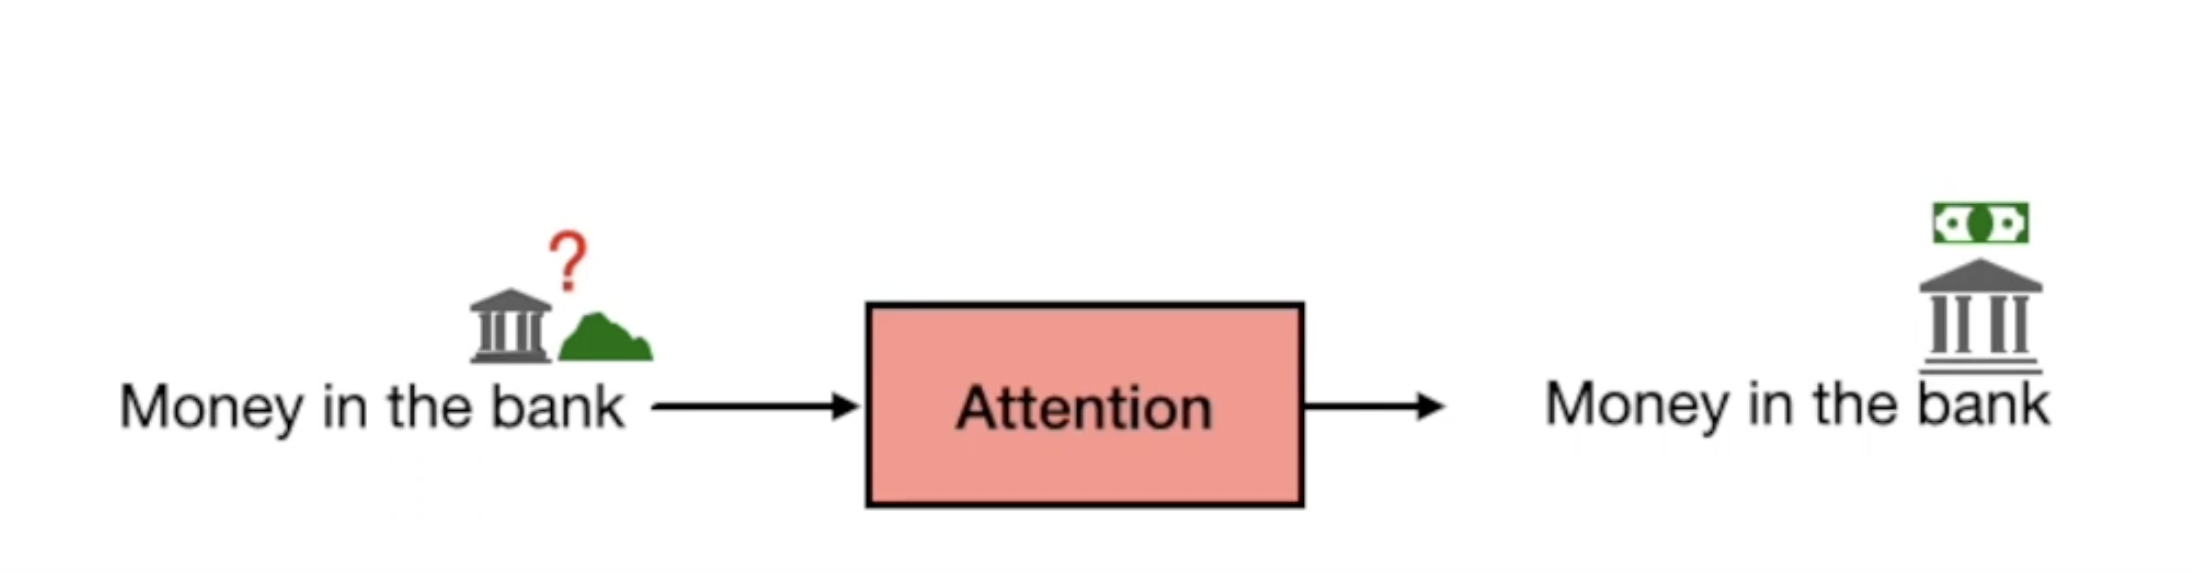 ?
Money in the bank
Attention
Money in the bank